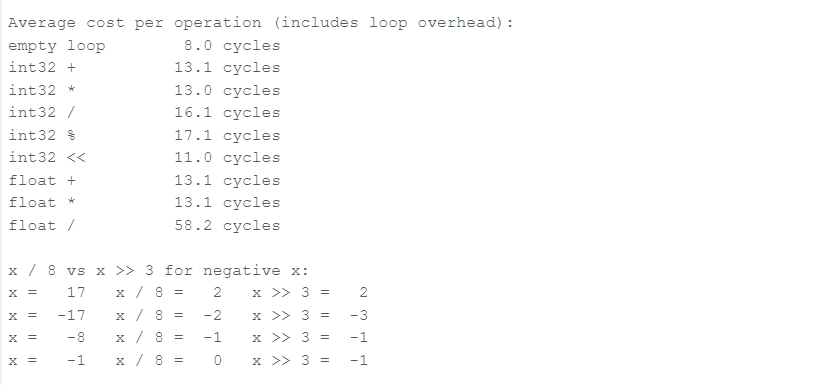 Average cost per operation (includes loop overhead):
empty loop          8.0 cycles
int32 +            13.1 cycles
int32 *            13.0 cycles
int32 /            16.1 cycles
int32 %            17.1 cycles
int32 <<           11.0 cycles
float +            13.1 cycles
float *            13.1 cycles
float /            58.2 cycles

x / 8 vs x >> 3 for negative x:
x =   17   x / 8 =   2   x >> 3 =   2
x =  -17   x / 8 =  -2   x >> 3 =  -3
x =   -8   x / 8 =  -1   x >> 3 =  -1
x =   -1   x / 8 =   0   x >> 3 =  -1